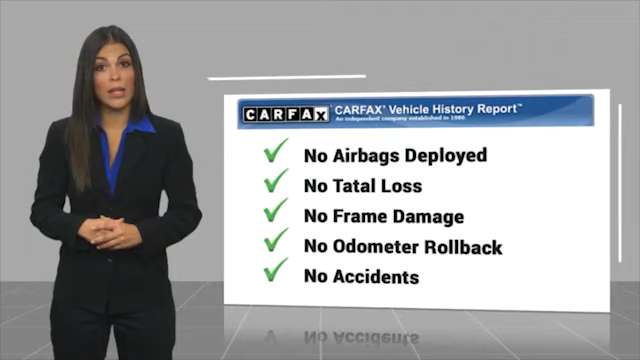 CARFAX CARFAX® Vehicle History Report™
An independent company established in 1986
No Airbags Deployed
No Tatal Loss
No Frame Damage
No Odometer Rollback
No Accidents